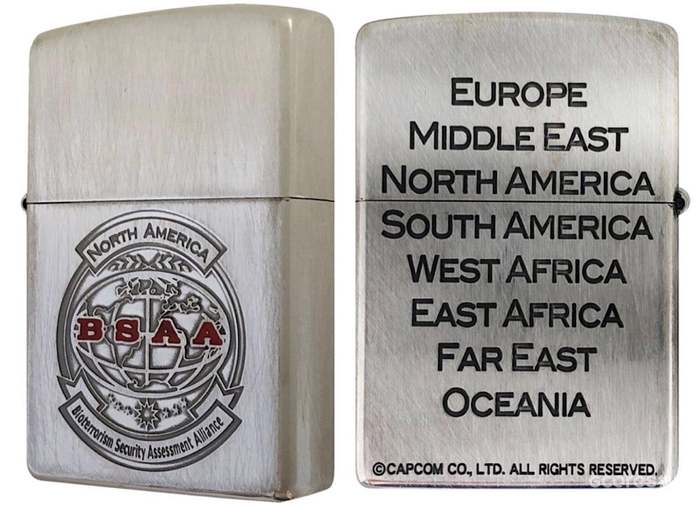 NORTH AMERICA
BSAA
Bioterrorism Security Assessment Alliance
EUROPE
MIDDLE EAST
NORTH AMERICA
SOUTH AMERICA
WEST AFRICA
EAST AFRICA
FAR EAST
OCEANIA
©CAPCOM CO., LTD. ALL RIGHTS RESERVED.